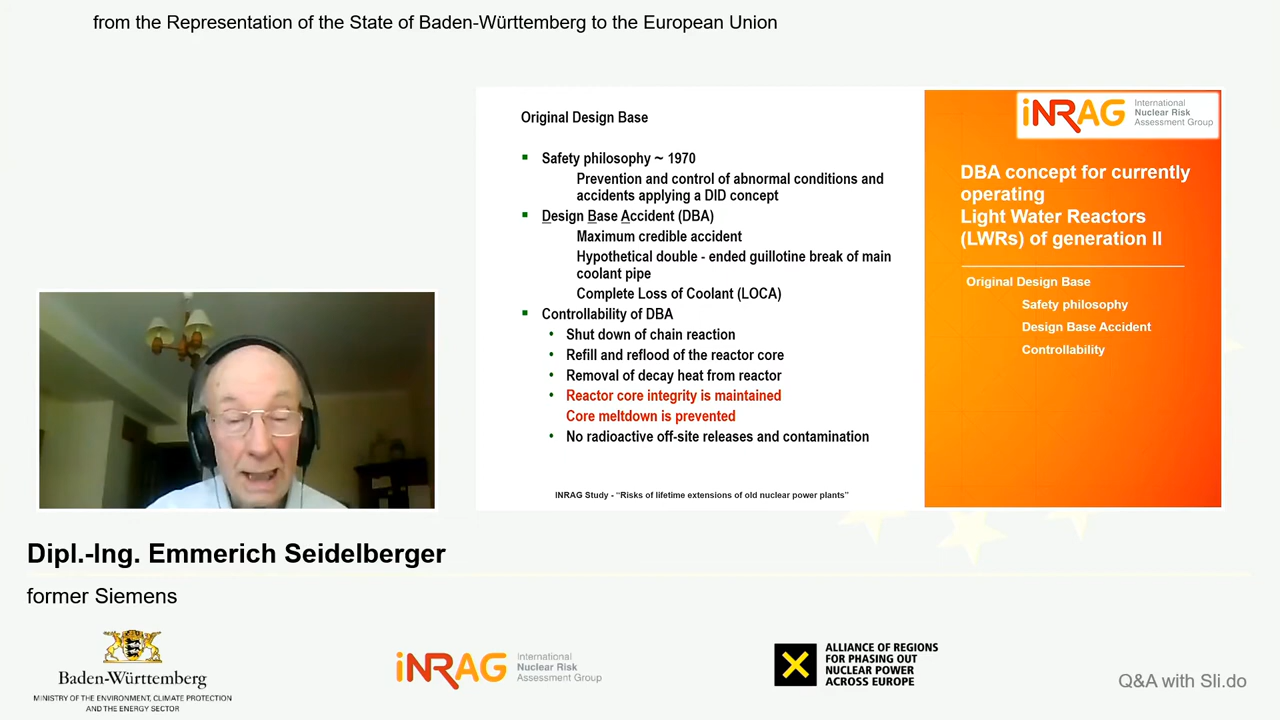 from the Representation of the State of Baden-Württemberg to the European Union
Original Design Base
Safety philosophy ~ 1970
Prevention and control of abnormal conditions and
accidents applying a DID concept
Design Base Accident (DBA)
Maximum credible accident
Hypothetical double - ended guillotine break of main
coolant pipe
Complete Loss of Coolant (LOCA)
Controllability of DBA
Shut down of chain reaction
Refill and reflood of the reactor core
Removal of decay heat from reactor
Reactor core integrity is maintained
Core meltdown is prevented
No radioactive off-site releases and contamination
INRAG Study - “Risks of lifetime extensions of old nuclear power plants”
iNRAG
International
Nuclear Risk
Assessment Group
DBA concept for currently
operating
Light Water Reactors
(LWRs) of generation II
Original Design Base
Safety philosophy
Design Base Accident
Controllability
Dipl.-Ing. Emmerich Seidelberger
former Siemens
Baden-Württemberg
MINISTRY OF THE ENVIRONMENT, CLIMATE PROTECTION
AND THE ENERGY SECTOR
iNRAG
International
Nuclear Risk
Assessment Group
ALLIANCE OF REGIONS
FOR PHASING OUT
NUCLEAR POWER
ACROSS EUROPE
Q&A with Sli.do